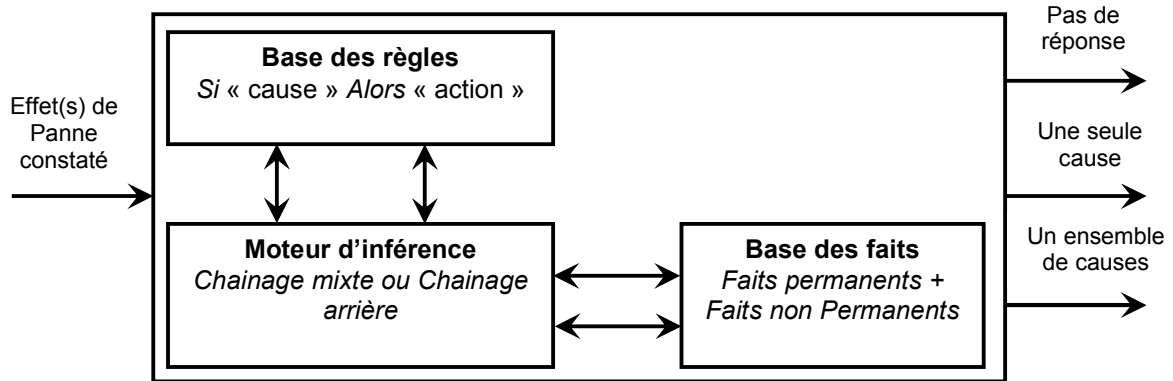 Effet(s) de
Panne
constaté
Base des règles
Si « cause » Alors « action »
Moteur d’inférence
Chainage mixte ou Chainage
arrière
Base des faits
Faits permanents +
Faits non Permanents
Pas de
réponse
Une seule
cause
Un ensemble
de causes